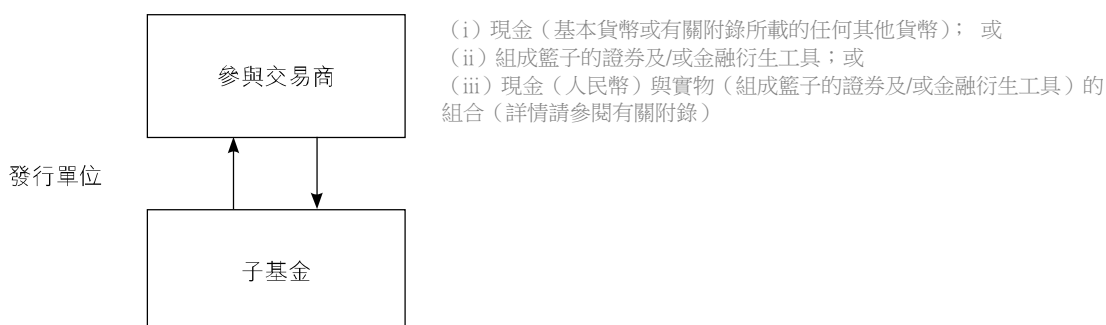 （i）現金（基本貨幣或有關附錄所載的任何其他貨幣）； 或
（ii）組成籃子的證券及/或金融衍生工具；或
（iii）現金（人民幣）與實物（組成籃子的證券及/或金融衍生工具）的
組合（詳情請參閱有關附錄）
參與交易商
發行單位
子基金